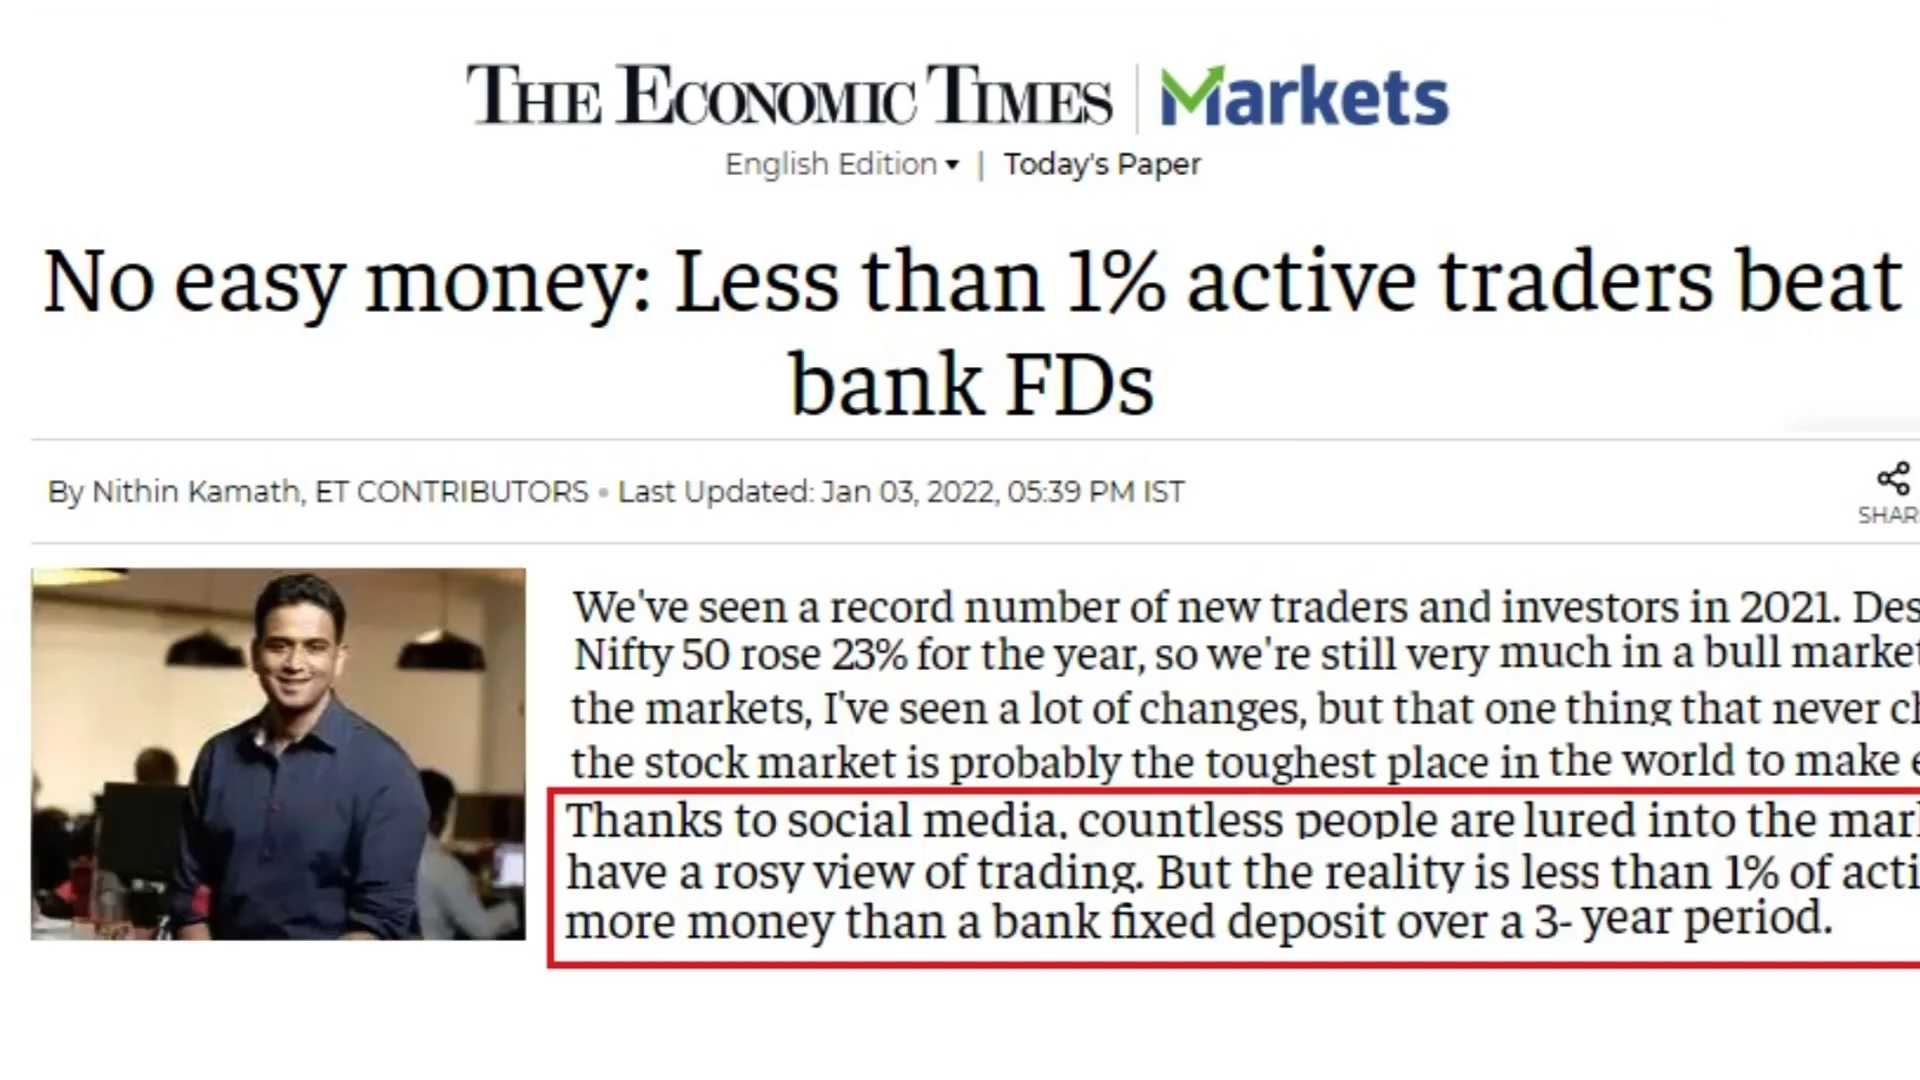 THE ECONOMIC TIMES | Markets
English Edition ▾ | Today's Paper
No easy money: Less than 1% active traders beat
bank FDs
By Nithin Kamath, ET CONTRIBUTORS • Last Updated: Jan 03, 2022, 05:39 PM IST
SHAR
We've seen a record number of new traders and investors in 2021. Des
Nifty 50 rose 23% for the year, so we're still very much in a bull market
the markets, I've seen a lot of changes, but that one thing that never ch
the stock market is probably the toughest place in the world to make e
Thanks to social media, countless people are lured into the mark
have a rosy view of trading. But the reality is less than 1% of acti
more money than a bank fixed deposit over a 3- year period.